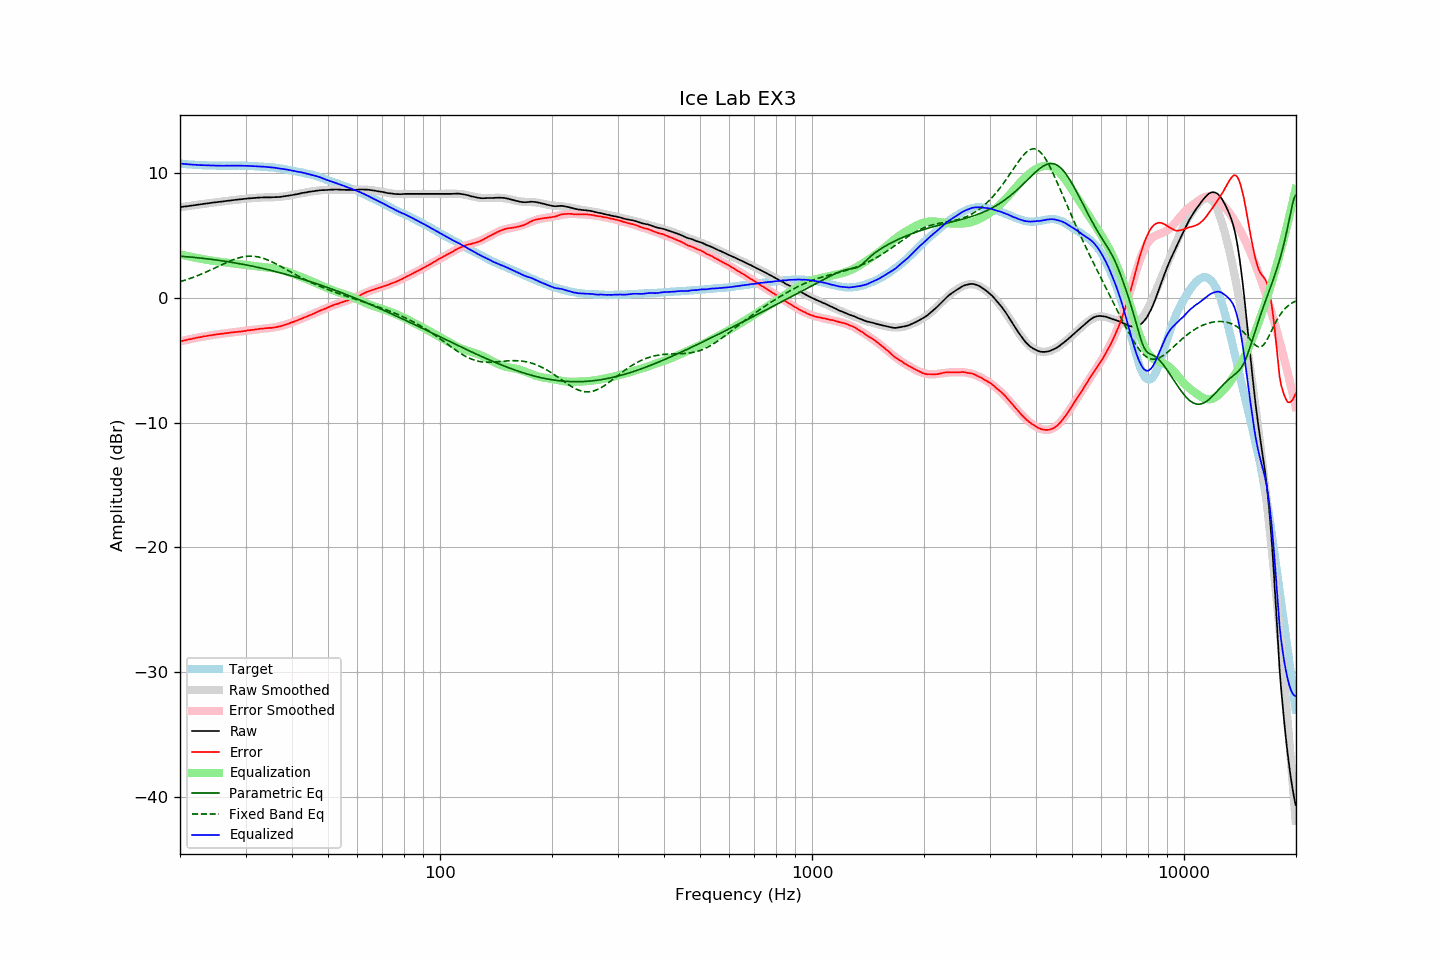 Ice Lab EX3
10
0
−10
−20
−30
−40
Amplitude (dBr)
100
1000
10000
Frequency (Hz)
Target
Raw Smoothed
Error Smoothed
Raw
Error
Equalization
Parametric Eq
Fixed Band Eq
Equalized